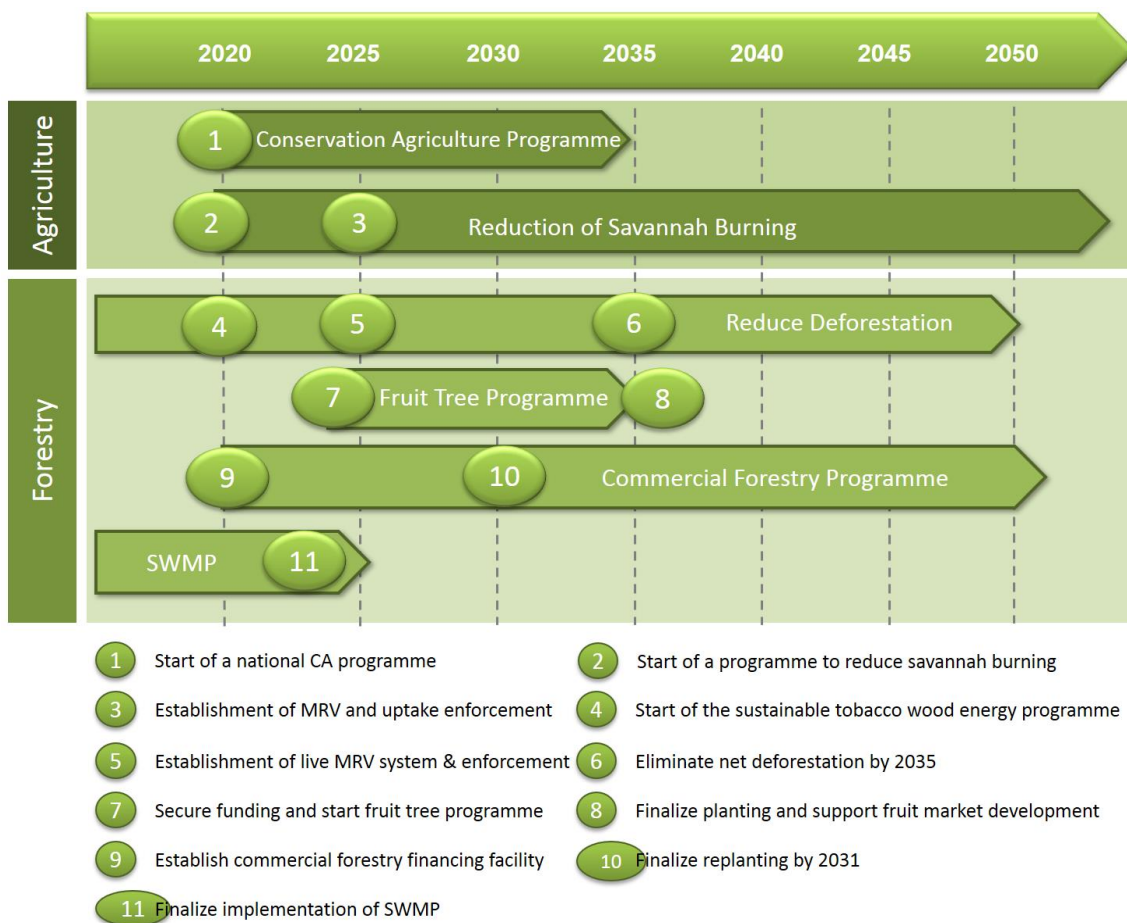 2020 2025 2030 2035 2040 2045 2050
Agriculture
1 Conservation Agriculture Programme
2 3 Reduction of Savannah Burning
Forestry
4 5 6 Reduce Deforestation
7 Fruit Tree Programme 8
9 10 Commercial Forestry Programme
SWMP 11
1 Start of a national CA programme
2 Start of a programme to reduce savannah burning
3 Establishment of MRV and uptake enforcement
4 Start of the sustainable tobacco wood energy programme
5 Establishment of live MRV system & enforcement
6 Eliminate net deforestation by 2035
7 Secure funding and start fruit tree programme
8 Finalize planting and support fruit market development
9 Establish commercial forestry financing facility
10 Finalize replanting by 2031
11 Finalize implementation of SWMP